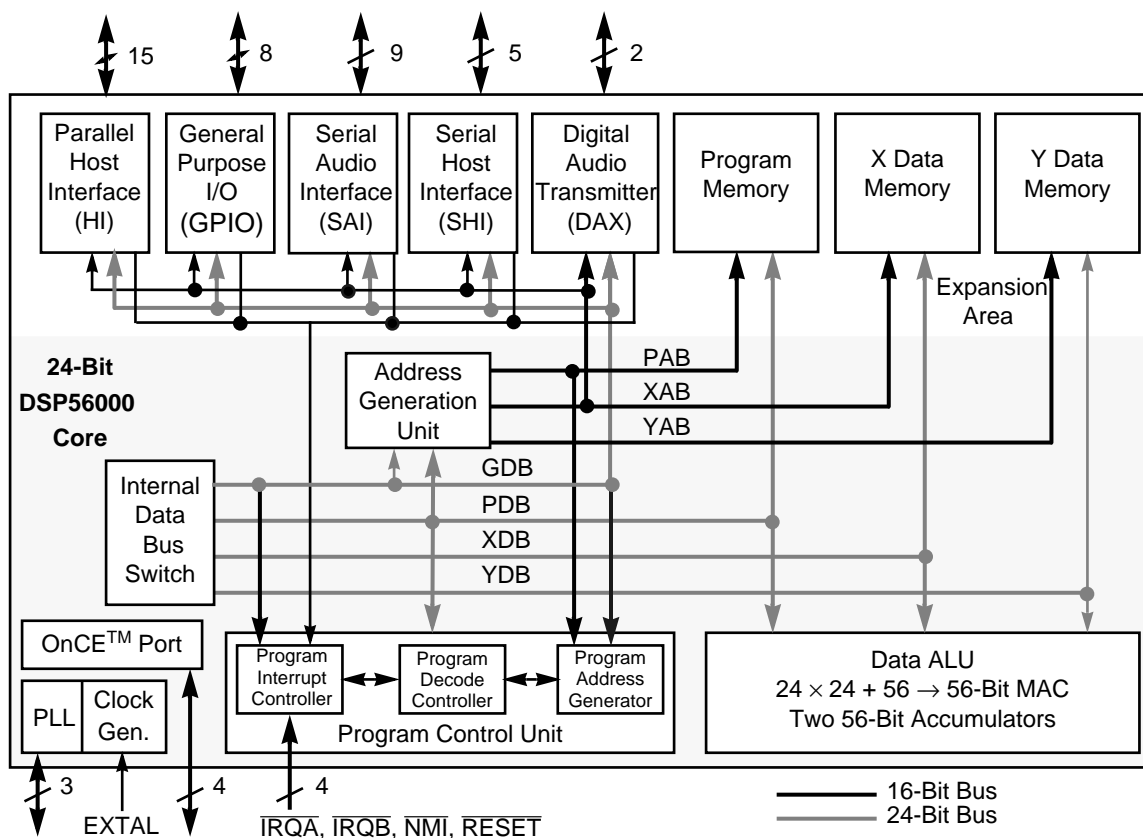 15
8
9
5
2
Parallel
Host
Interface
(HI)
General
Purpose
I/O
(GPIO)
Serial
Audio
Interface
(SAI)
Serial
Host
Interface
(SHI)
Digital
Audio
Transmitter
(DAX)
Program
Memory
X Data
Memory
Y Data
Memory
Expansion
Area
24-Bit
DSP56000
Core
Address
Generation
Unit
PAB
XAB
YAB
Internal
Data
Bus
Switch
GDB
PDB
XDB
YDB
OnCE™ Port
PLL
Clock
Gen.
Program
Interrupt
Controller
Program
Decode
Controller
Program
Address
Generator
Program Control Unit
Data ALU
24 × 24 + 56 → 56-Bit MAC
Two 56-Bit Accumulators
3
4
4
EXTAL
IRQA, IRQB, NMI, RESET
16-Bit Bus
24-Bit Bus